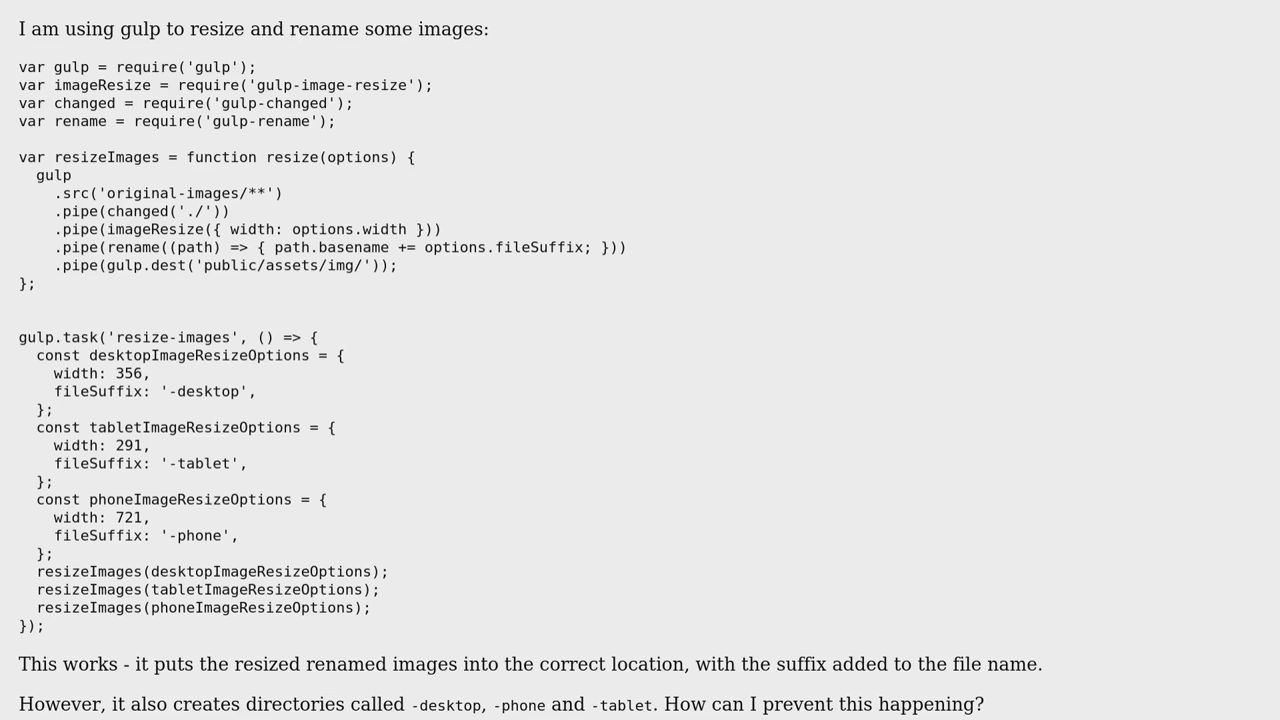 I am using gulp to resize and rename some images:
var gulp = require('gulp');
var imageResize = require('gulp-image-resize');
var changed = require('gulp-changed');
var rename = require('gulp-rename');
var resizeImages = function resize(options) {
  gulp
    .src('original-images/**')
    .pipe(changed('./'))
    .pipe(imageResize({ width: options.width }))
    .pipe(rename((path) => { path.basename += options.fileSuffix; }))
    .pipe(gulp.dest('public/assets/img/'));
};
gulp.task('resize-images', () => {
  const desktopImageResizeOptions = {
    width: 356,
    fileSuffix: '-desktop',
  };
  const tabletImageResizeOptions = {
    width: 291,
    fileSuffix: '-tablet',
  };
  const phoneImageResizeOptions = {
    width: 721,
    fileSuffix: '-phone',
  };
  resizeImages(desktopImageResizeOptions);
  resizeImages(tabletImageResizeOptions);
  resizeImages(phoneImageResizeOptions);
});
This works - it puts the resized renamed images into the correct location, with the suffix added to the file name.
However, it also creates directories called -desktop, -phone and -tablet. How can I prevent this happening?